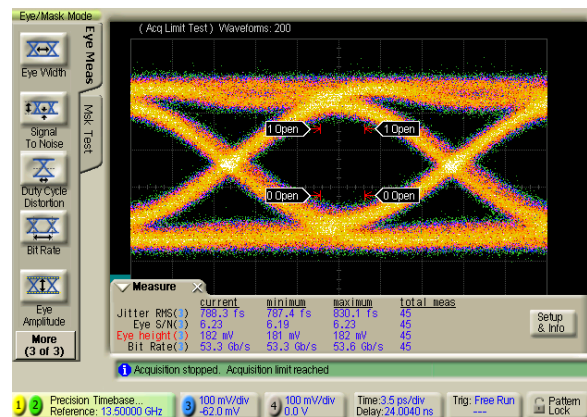 Eye/Mask Mode
( Acq Limit Test ) Waveforms: 200
Eye Meas
Msk Test
Eye Width
Signal
To Noise
Duty Cycle
Distortion
Bit Rate
Eye
Amplitude
More
(3 of 3)
1 Open
1 Open
0 Open
0 Open
Measure
current minimum maximum total meas
Jitter RMS(3) 788.3 fs 787.4 fs 830.1 fs 45
Eye S/N(3) 6.23 6.19 6.23 45
Eye height(3) 182 mV 181 mV 182 mV 45
Bit Rate(3) 53.3 Gb/s 53.3 Gb/s 53.6 Gb/s 45
Setup
& Info
Acquisition stopped. Acquisition limit reached
1 2 Precision Timebase...
Reference: 13.50000 GHz
3 100 mV/div
-62.0 mV
4 100 mV/div
0.0 V
Time:3.5 ps/div
Delay:24.0040 ns
Trig: Free Run
---
Pattern
Lock